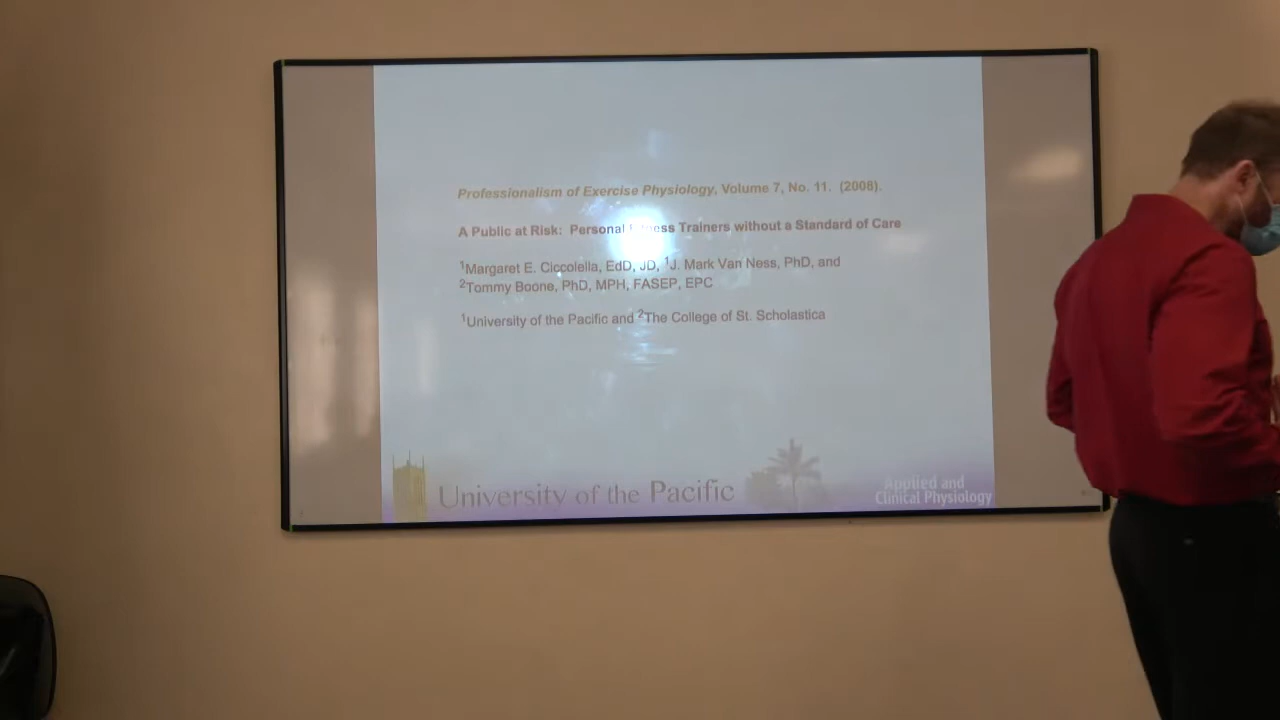 Professionalism of Exercise Physiology, Volume 7, No. 11. (2008).
A Public at Risk: Personal Fitness Trainers without a Standard of Care
¹Margaret E. Ciccolella, EdD, JD, ¹J. Mark Van Ness, PhD, and
²Tommy Boone, PhD, MPH, FASEP, EPC
¹University of the Pacific and ²The College of St. Scholastica
University of the Pacific
Applied and
Clinical Physiology